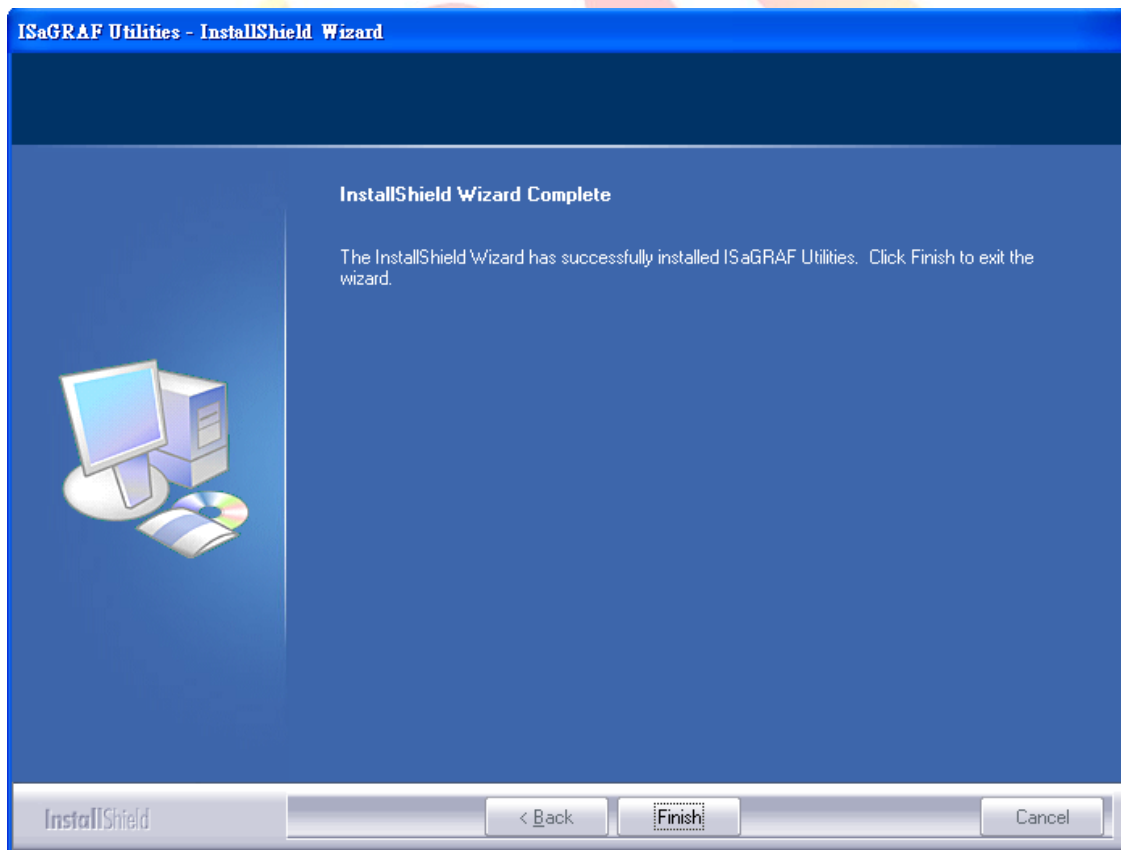 ISaGRAF Utilities - InstallShield Wizard
InstallShield Wizard Complete
The InstallShield Wizard has successfully installed ISaGRAF Utilities. Click Finish to exit the
wizard.
InstallShield
< Back
Finish
Cancel